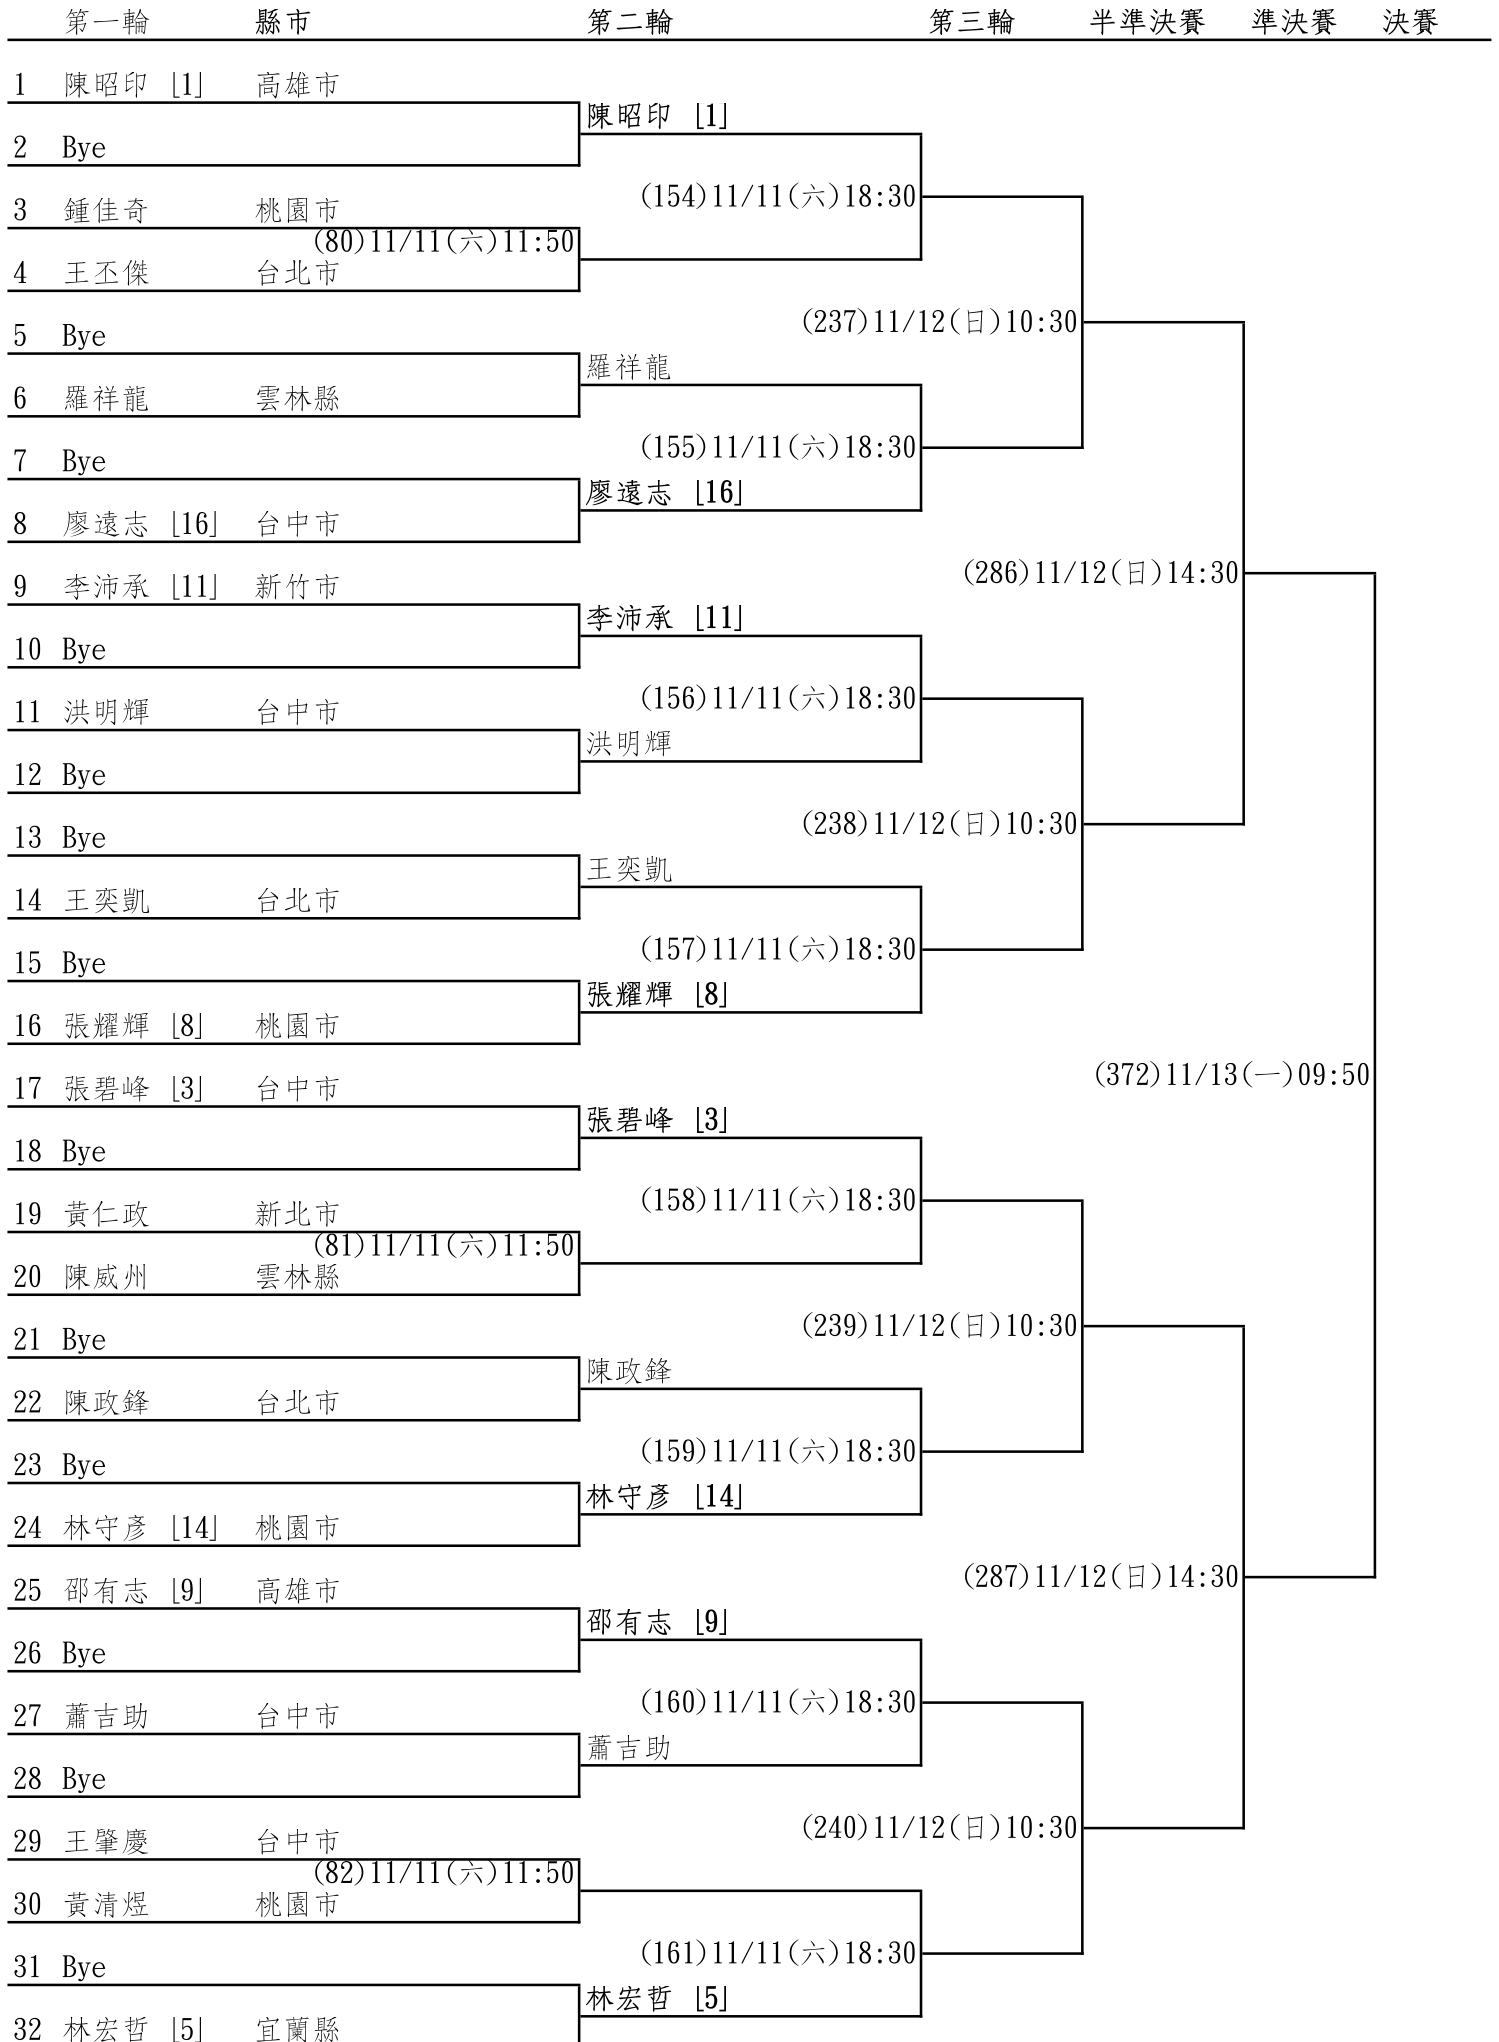 第一輪 縣市 第二輪 第三輪 半準決賽 準決賽 決賽
1 陳昭印 [1] 高雄市
陳昭印 [1]
2 Bye
(154)11/11(六)18:30
3 鍾佳奇 桃園市
(80)11/11(六)11:50
4 王丕傑 台北市
(237)11/12(日)10:30
5 Bye
羅祥龍
6 羅祥龍 雲林縣
(155)11/11(六)18:30
7 Bye
廖遠志 [16]
8 廖遠志 [16] 台中市
(286)11/12(日)14:30
9 李沛承 [11] 新竹市
李沛承 [11]
10 Bye
(156)11/11(六)18:30
11 洪明輝 台中市
洪明輝
12 Bye
(238)11/12(日)10:30
13 Bye
王奕凱
14 王奕凱 台北市
(157)11/11(六)18:30
15 Bye
張耀輝 [8]
16 張耀輝 [8] 桃園市
(372)11/13(一)09:50
17 張碧峰 [3] 台中市
張碧峰 [3]
18 Bye
(158)11/11(六)18:30
19 黃仁政 新北市
(81)11/11(六)11:50
20 陳威州 雲林縣
(239)11/12(日)10:30
21 Bye
陳政鋒
22 陳政鋒 台北市
(159)11/11(六)18:30
23 Bye
林守彥 [14]
24 林守彥 [14] 桃園市
(287)11/12(日)14:30
25 邵有志 [9] 高雄市
邵有志 [9]
26 Bye
(160)11/11(六)18:30
27 蕭吉助 台中市
蕭吉助
28 Bye
(240)11/12(日)10:30
29 王肇慶 台中市
(82)11/11(六)11:50
30 黃清煜 桃園市
(161)11/11(六)18:30
31 Bye
林宏哲 [5]
32 林宏哲 [5] 宜蘭縣